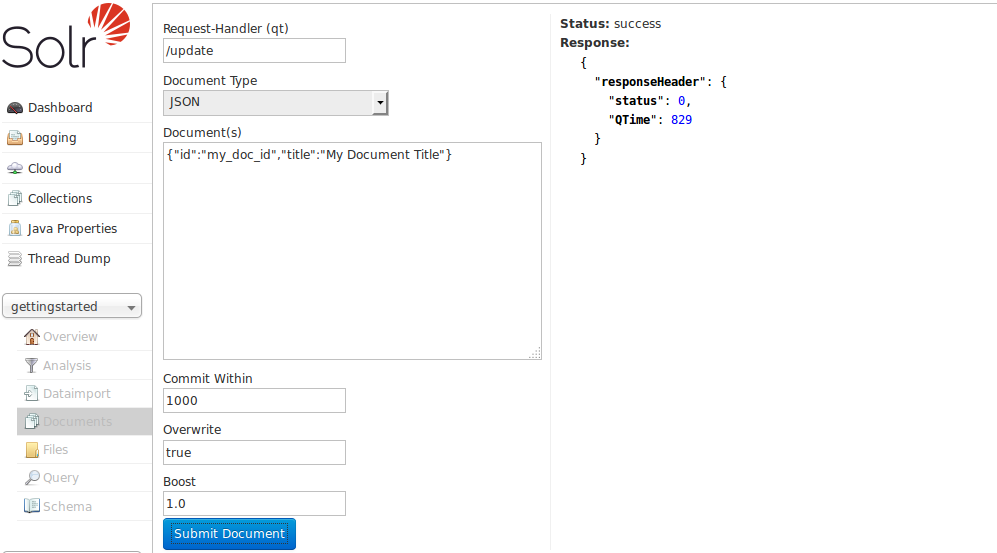 Solr
Dashboard
Logging
Cloud
Collections
Java Properties
Thread Dump
gettingstarted
Overview
Analysis
Dataimport
Documents
Files
Query
Schema
Request-Handler (qt)
/update
Document Type
JSON
Document(s)
{"id":"my_doc_id","title":"My Document Title"}
Commit Within
1000
Overwrite
true
Boost
1.0
Submit Document
Status: success
Response:
{
"responseHeader": {
"status": 0,
"QTime": 829
}
}